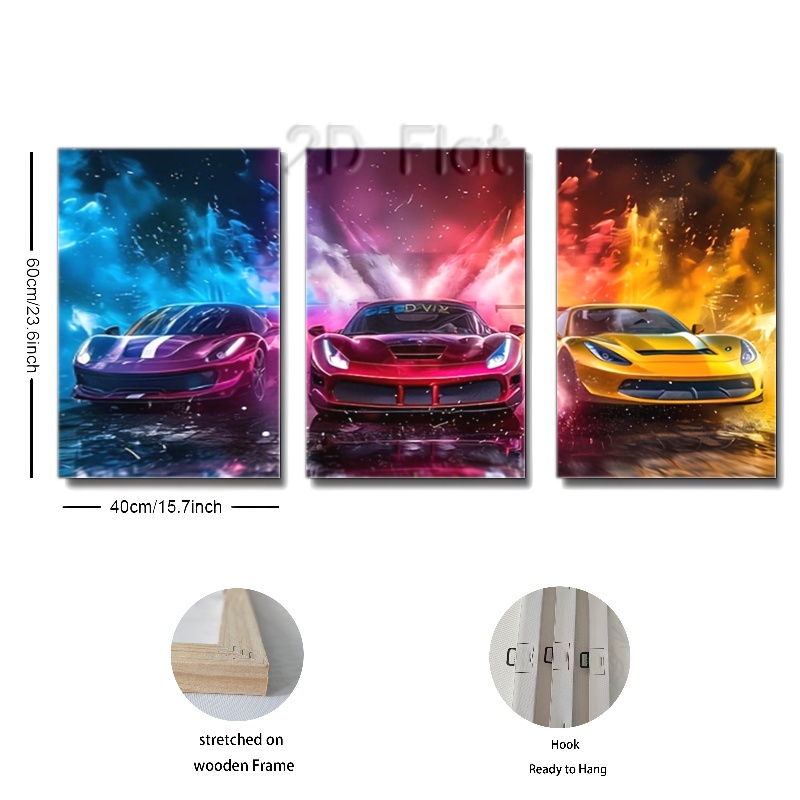 2D Flat
60cm/23.6inch
40cm/15.7inch
stretched on
wooden Frame
Hook
Ready to Hang